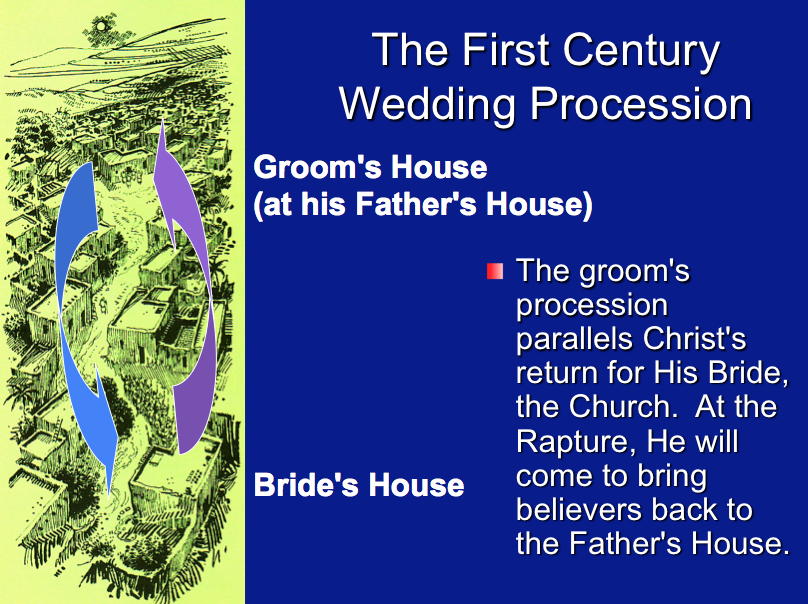 The First Century
Wedding Procession
Groom's House
(at his Father's House)
The groom's
procession
parallels Christ's
return for His Bride,
the Church.  At the
Rapture, He will
come to bring
believers back to
the Father's House.
Bride's House